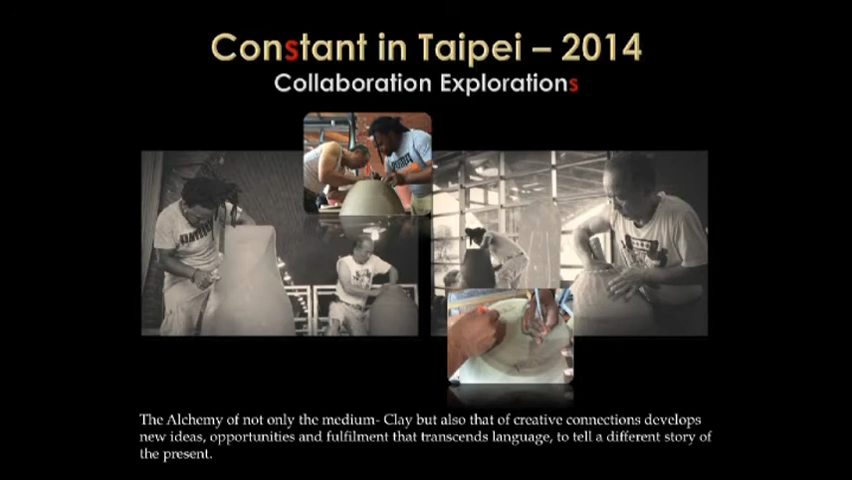 Constant in Taipei – 2014
Collaboration Explorations
The Alchemy of not only the medium- Clay but also that of creative connections develops
new ideas, opportunities and fulfilment that transcends language, to tell a different story of
the present.